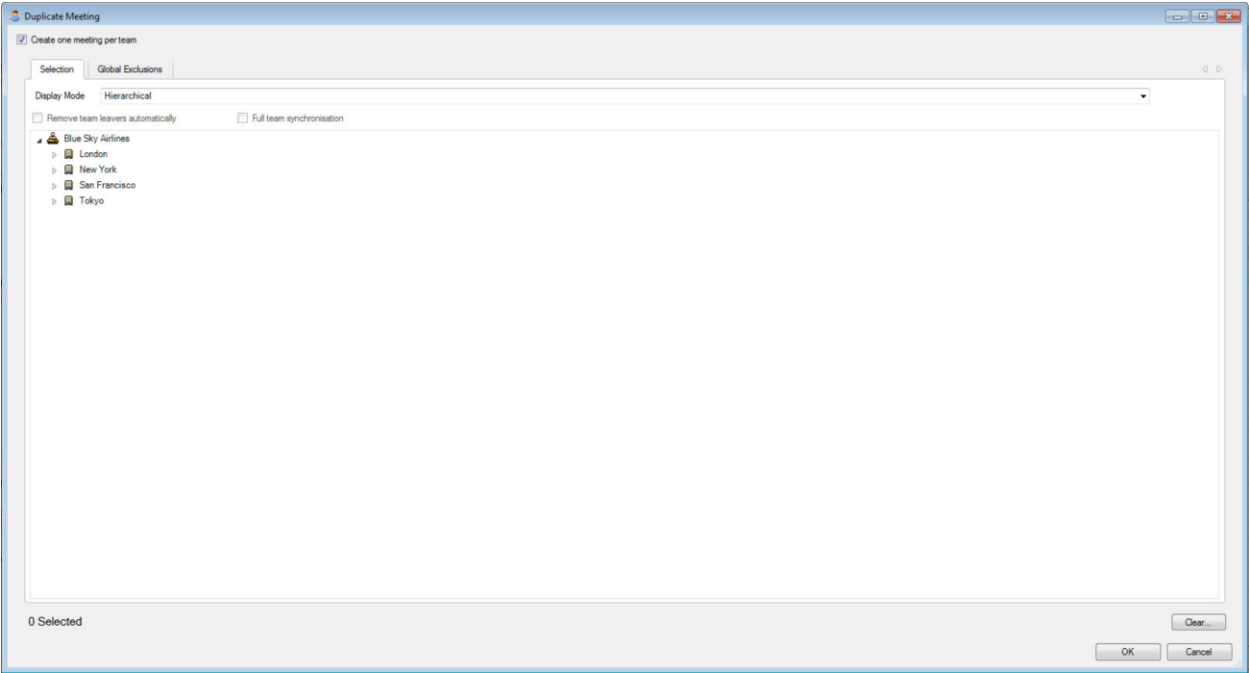 Duplicate Meeting
Create one meeting per team
Selection Global Exclusions
Display Mode Hierarchical
Remove team leavers automatically Full team synchronisation
Blue Sky Airlines
London
New York
San Francisco
Tokyo
0 Selected
Clear...
OK Cancel